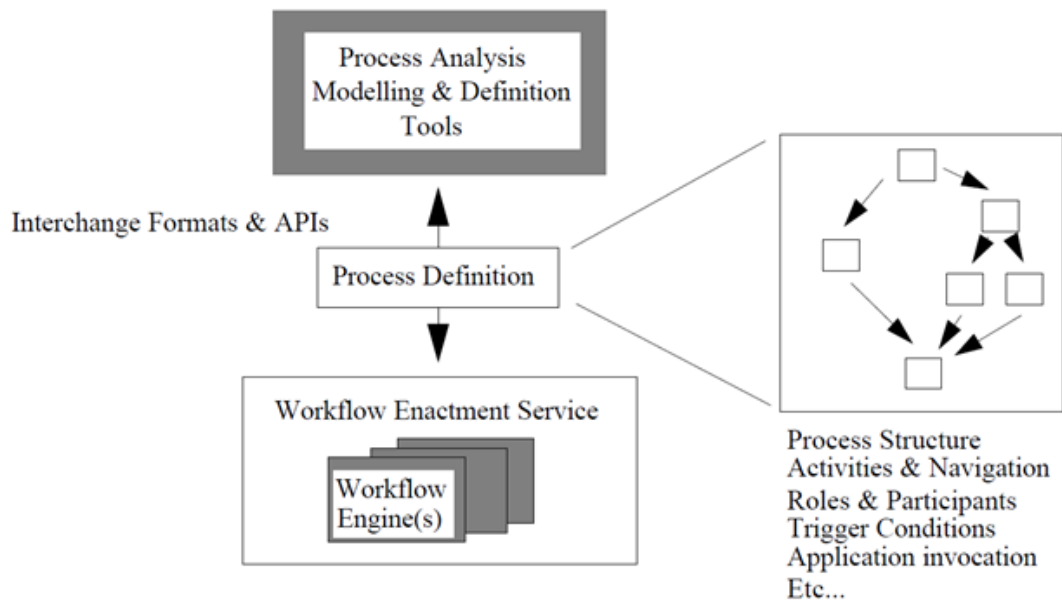 Process Analysis
Modelling & Definition
Tools
Interchange Formats & APIs
Process Definition
Workflow Enactment Service
Workflow
Engine(s)
Process Structure
Activities & Navigation
Roles & Participants
Trigger Conditions
Application invocation
Etc...